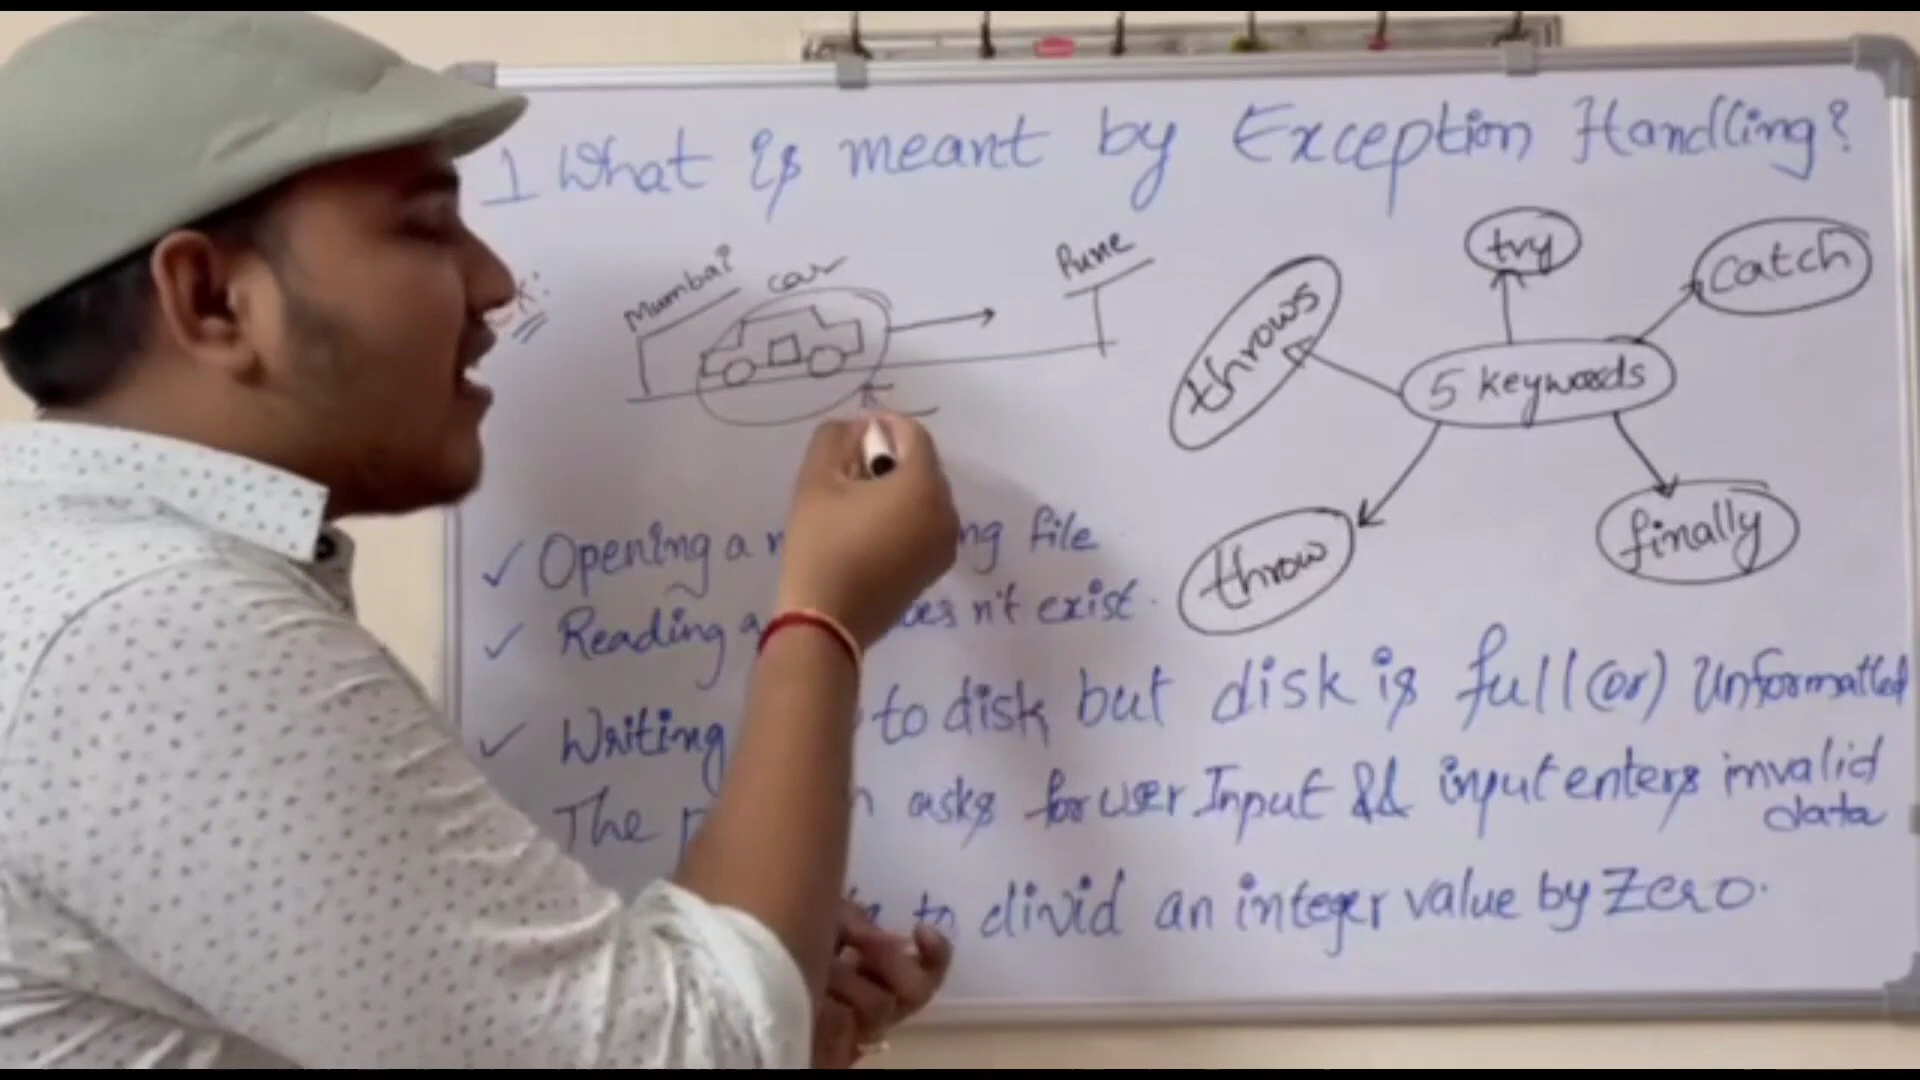 1 What is meant by Exception Handling?
Ex:
Mumbai
car
Pune
try
catch
throws
5 keywords
throw
finally
✓ Opening a file
✓ Reading a n't exist.
✓ Writing to disk but disk is full (or) Unformatted
The asks for user Input && input enters invalid
data
to divid an integer value by Zero.